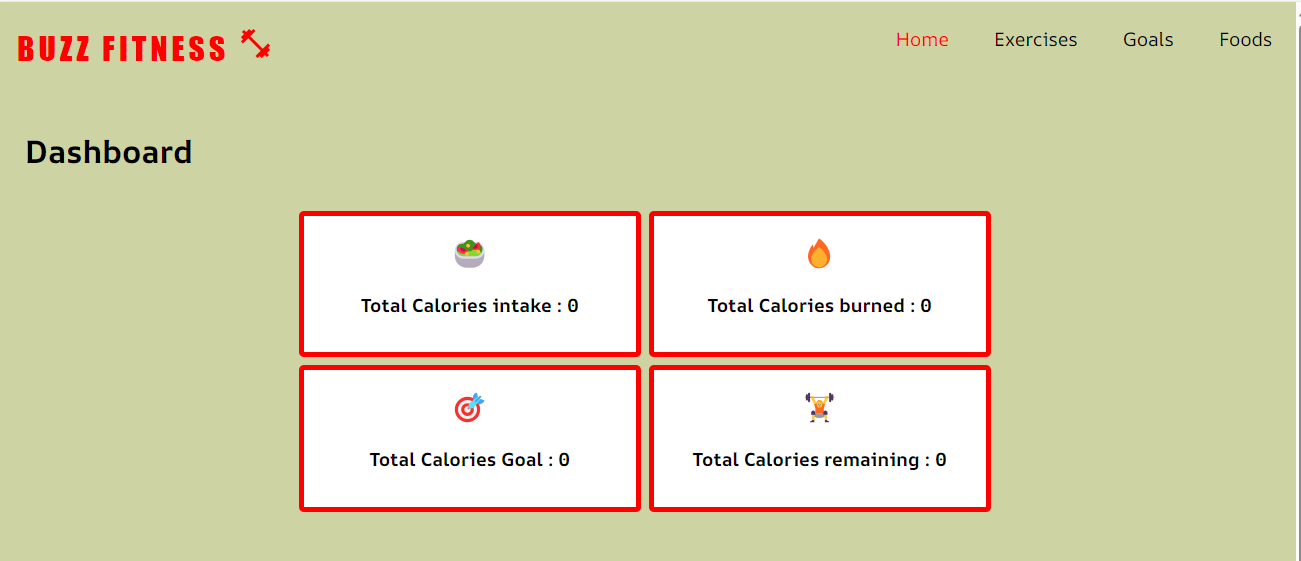 BUZZ FITNESS
Home Exercises Goals Foods
Dashboard
Total Calories intake : 0
Total Calories burned : 0
Total Calories Goal : 0
Total Calories remaining : 0